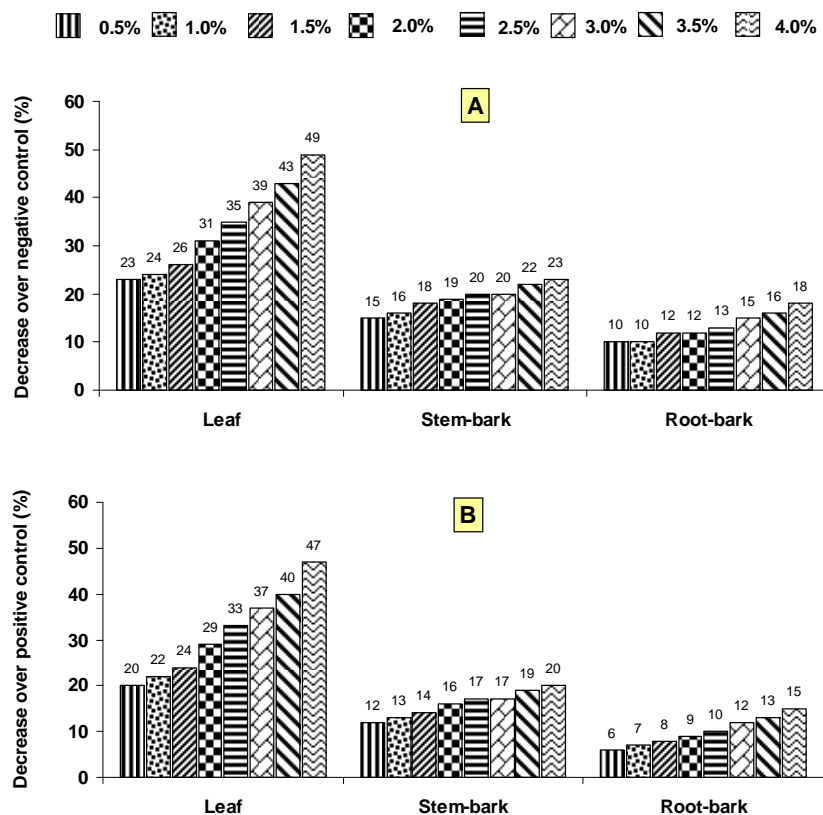 0.5% 1.0% 1.5% 2.0% 2.5% 3.0% 3.5% 4.0%
A
Decrease over negative control (%)
60
50
40
30
20
10
0
23 24 26 31 35 39 43 49
15 16 18 19 20 20 22 23
10 10 12 12 13 15 16 18
Leaf Stem-bark Root-bark
B
Decrease over positive control (%)
60
50
40
30
20
10
0
20 22 24 29 33 37 40 47
12 13 14 16 17 17 19 20
6 7 8 9 10 12 13 15
Leaf Stem-bark Root-bark